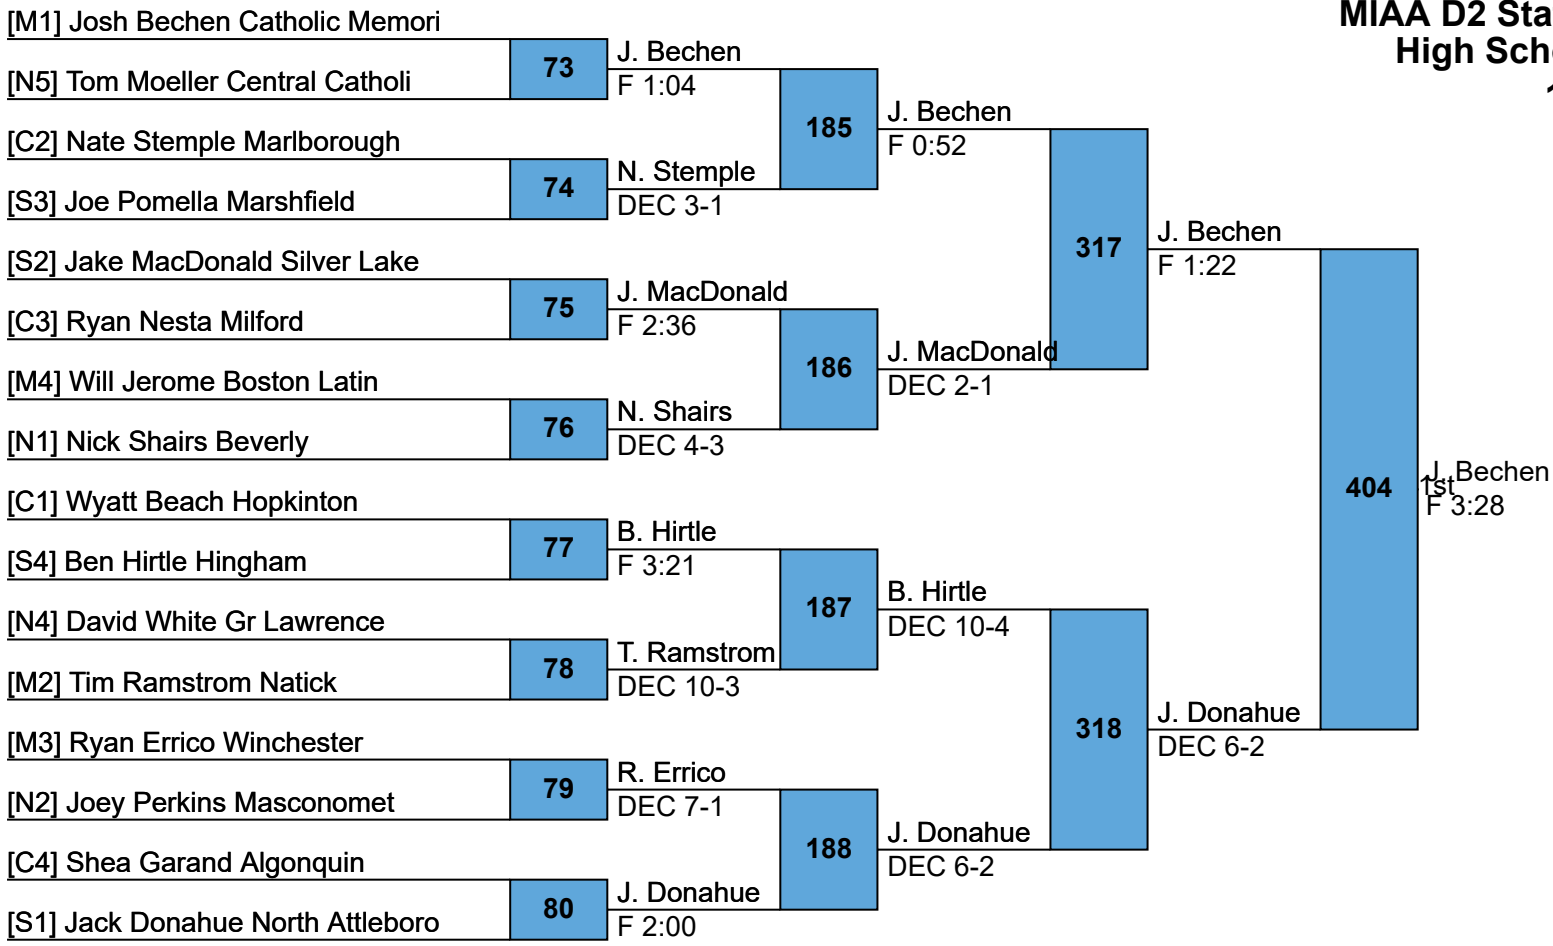 MIAA D2 Sta
High Sch
[M1] Josh Bechen Catholic Memori
[N5] Tom Moeller Central Catholi
73
J. Bechen
F 1:04
[C2] Nate Stemple Marlborough
[S3] Joe Pomella Marshfield
74
N. Stemple
DEC 3-1
185
J. Bechen
F 0:52
[S2] Jake MacDonald Silver Lake
[C3] Ryan Nesta Milford
75
J. MacDonald
F 2:36
[M4] Will Jerome Boston Latin
[N1] Nick Shairs Beverly
76
N. Shairs
DEC 4-3
186
J. MacDonald
DEC 2-1
317
J. Bechen
F 1:22
[C1] Wyatt Beach Hopkinton
[S4] Ben Hirtle Hingham
77
B. Hirtle
F 3:21
[N4] David White Gr Lawrence
[M2] Tim Ramstrom Natick
78
T. Ramstrom
DEC 10-3
187
B. Hirtle
DEC 10-4
[M3] Ryan Errico Winchester
[N2] Joey Perkins Masconomet
79
R. Errico
DEC 7-1
[C4] Shea Garand Algonquin
[S1] Jack Donahue North Attleboro
80
J. Donahue
F 2:00
188
J. Donahue
DEC 6-2
318
J. Donahue
DEC 6-2
404
J. Bechen
1st
F 3:28